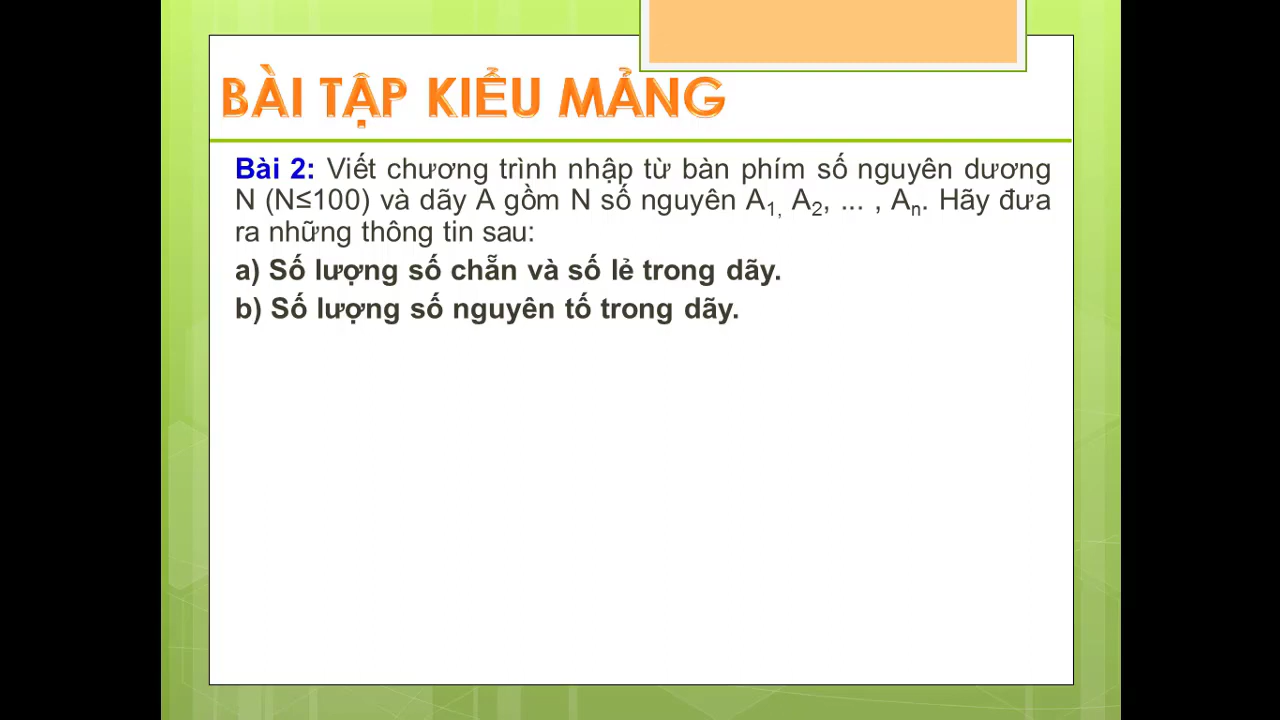 BÀI TẬP KIỂU MẢNG
Bài 2: Viết chương trình nhập từ bàn phím số nguyên dương
N (N≤100) và dãy A gồm N số nguyên A₁, A₂, ... , Aₙ. Hãy đưa
ra những thông tin sau:
a) Số lượng số chẵn và số lẻ trong dãy.
b) Số lượng số nguyên tố trong dãy.